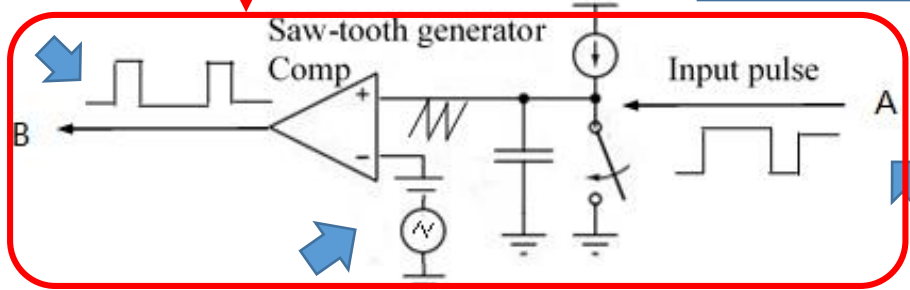 Saw-tooth generator
Comp
Input pulse
A
B
+
−